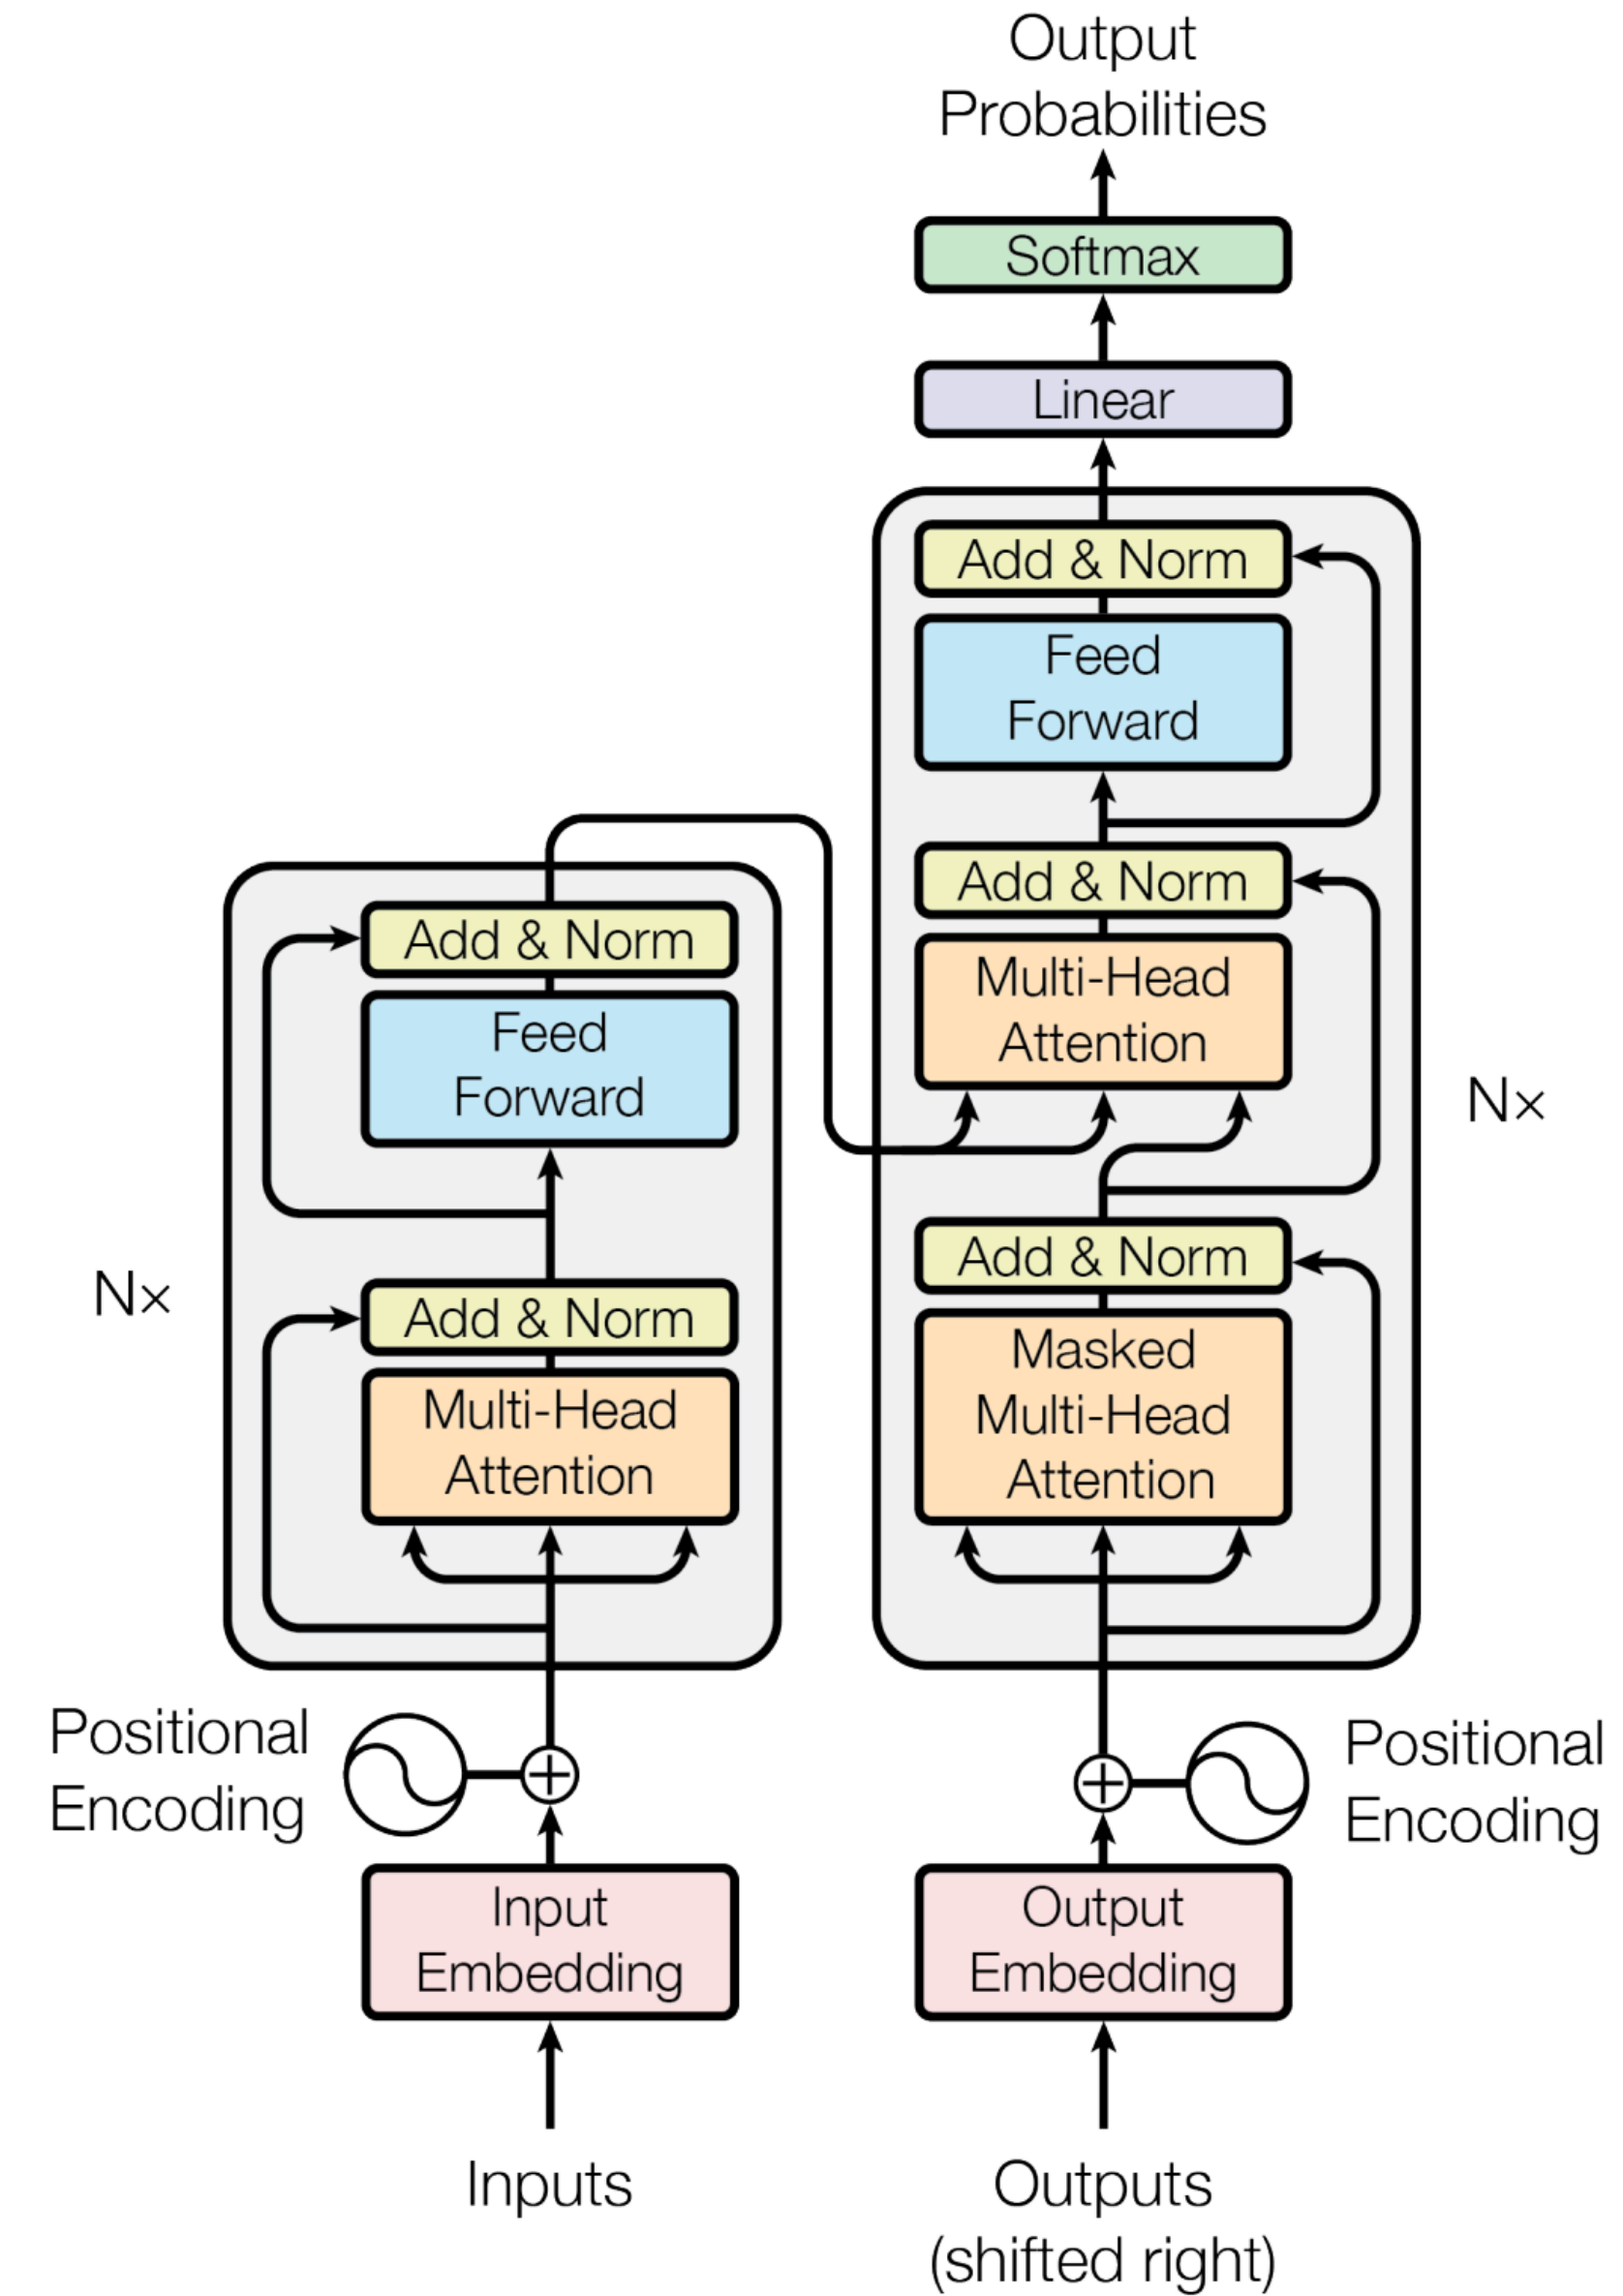 Output
Probabilities
Softmax
Linear
Add & Norm
Feed
Forward
Add & Norm
Multi-Head
Attention
N×
Add & Norm
Masked
Multi-Head
Attention
Add & Norm
Feed
Forward
N×
Add & Norm
Multi-Head
Attention
Positional
Encoding
Positional
Encoding
Input
Embedding
Output
Embedding
Inputs
Outputs
(shifted right)